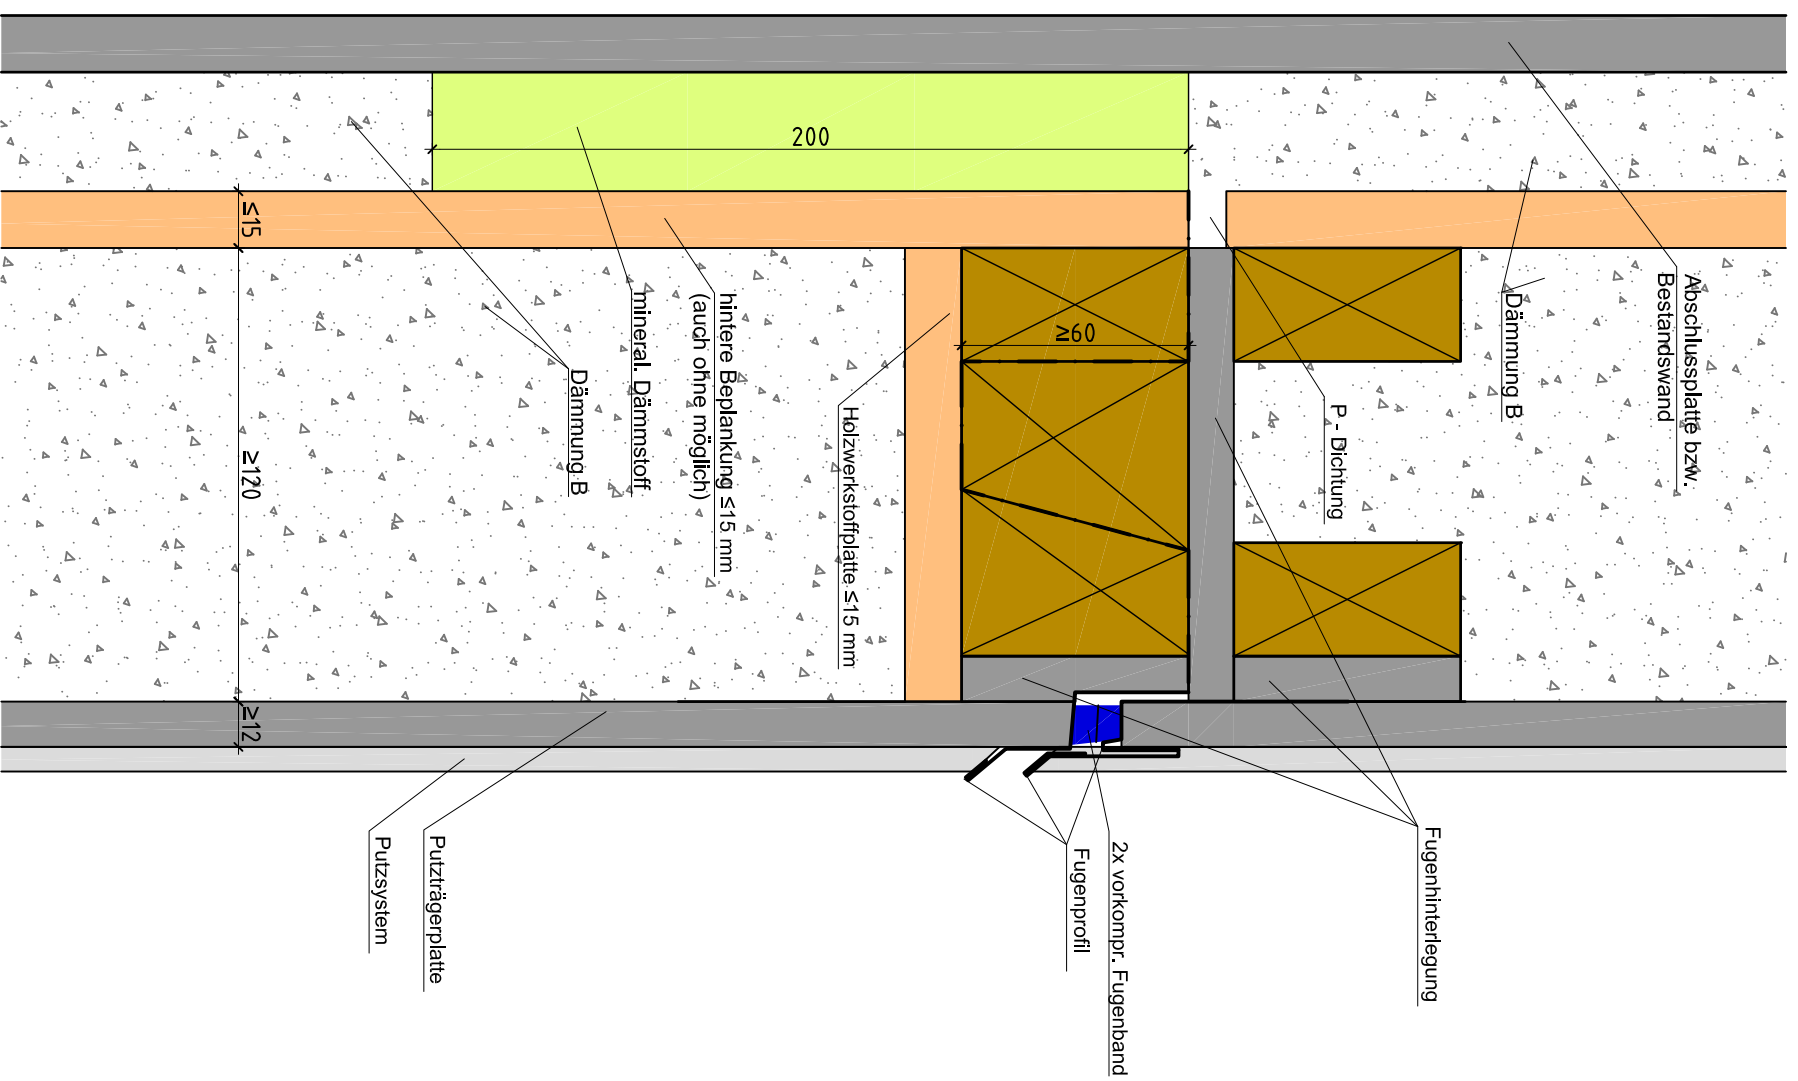 200
≤15
≥120
≥12
≥60
Abschlussplatte bzw.
Bestandswand
Dämmung B
P - Dichtung
hintere Beplankung ≤15 mm
(auch ohne möglich)
mineral. Dämmstoff
Dämmung B
Holzwerkstoffplatte ≤15 mm
Fugenhinterlegung
2x vorkompr. Fugenband
Fugenprofil
Putzträgerplatte
Putzsystem